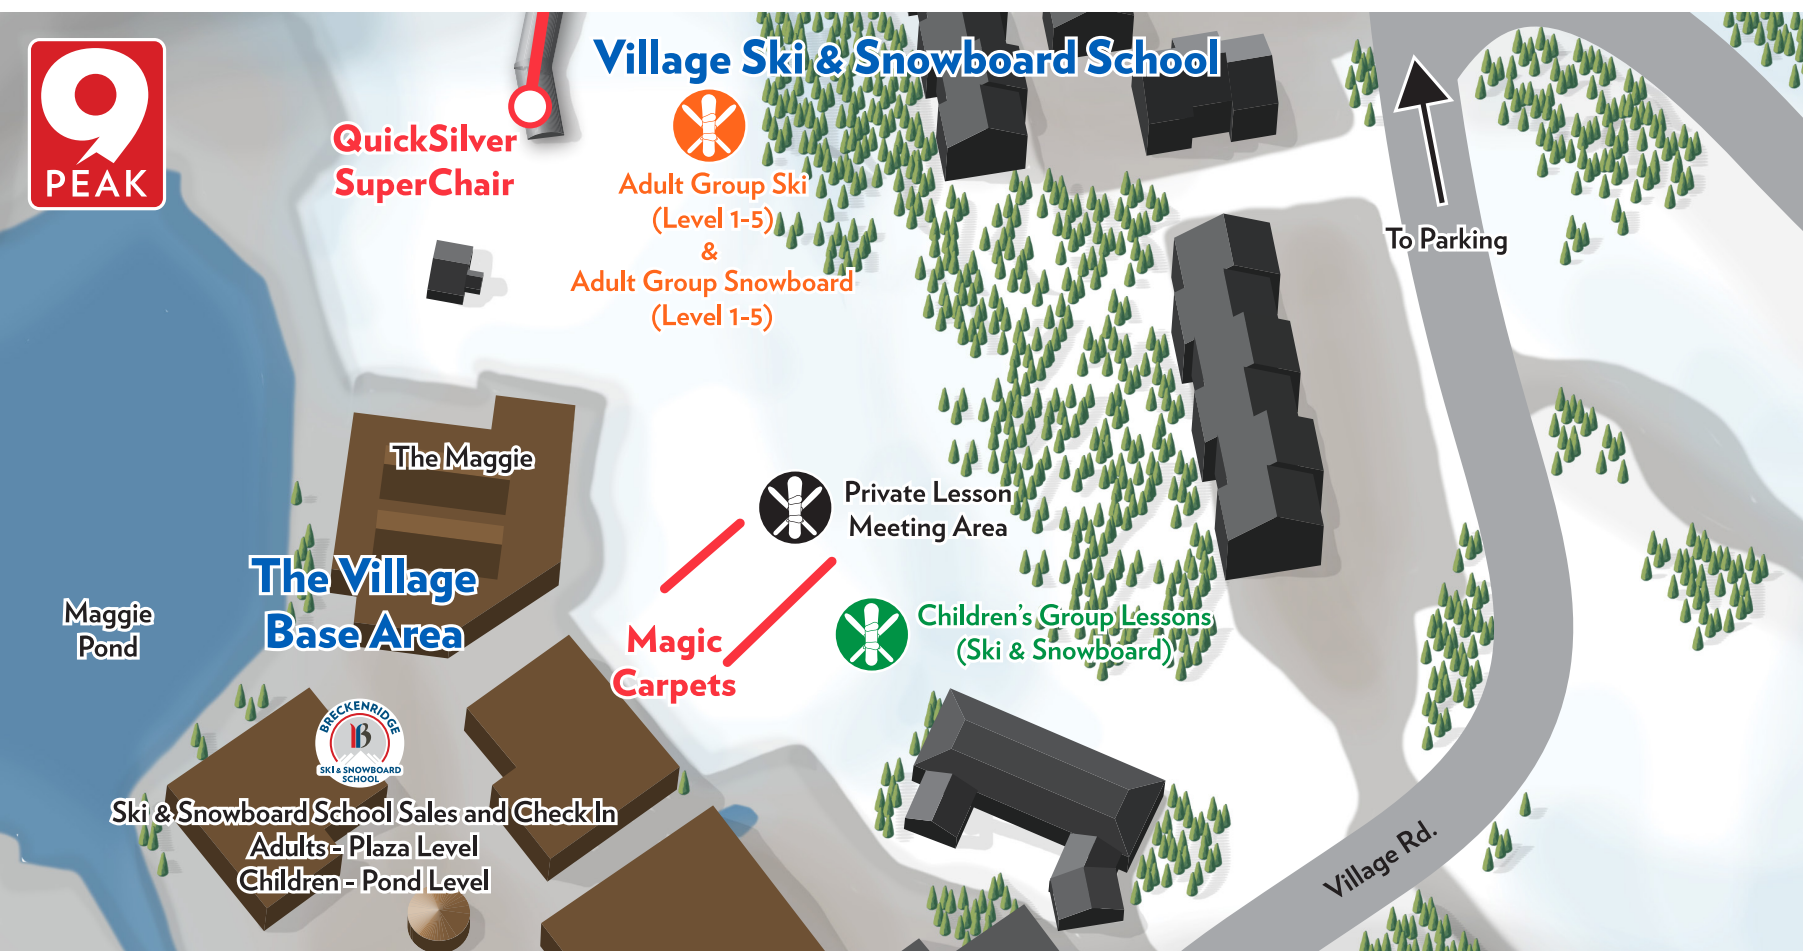 9
PEAK
Village Ski & Snowboard School
QuickSilver
SuperChair
Adult Group Ski
(Level 1-5)
&
Adult Group Snowboard
(Level 1-5)
To Parking
The Maggie
Private Lesson
Meeting Area
The Village
Base Area
Maggie
Pond
Magic
Carpets
Children's Group Lessons
(Ski & Snowboard)
BRECKENRIDGE
B
SKI & SNOWBOARD
SCHOOL
Ski & Snowboard School Sales and Check In
Adults - Plaza Level
Children - Pond Level
Village Rd.